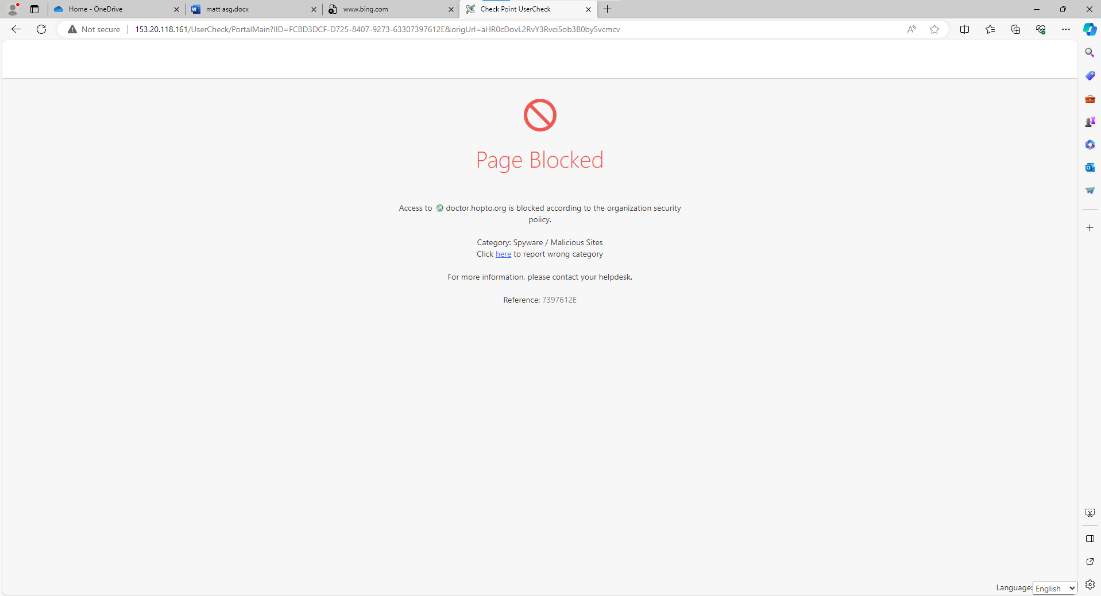 Home - OneDrive
matt asg.docx
www.bing.com
Check Point UserCheck
Not secure
153.20.118.161/UserCheck/PortalMain?IID=FCBD3DCF-D725-8407-9273-63307397612E&origUrl=aHR0cDovL2RvY3Rvci5ob3B0by5vcmcv
Page Blocked
Access to doctor.hopto.org is blocked according to the organization security
policy.
Category: Spyware / Malicious Sites
Click here to report wrong category
For more information, please contact your helpdesk.
Reference: 7397612E
Language: English